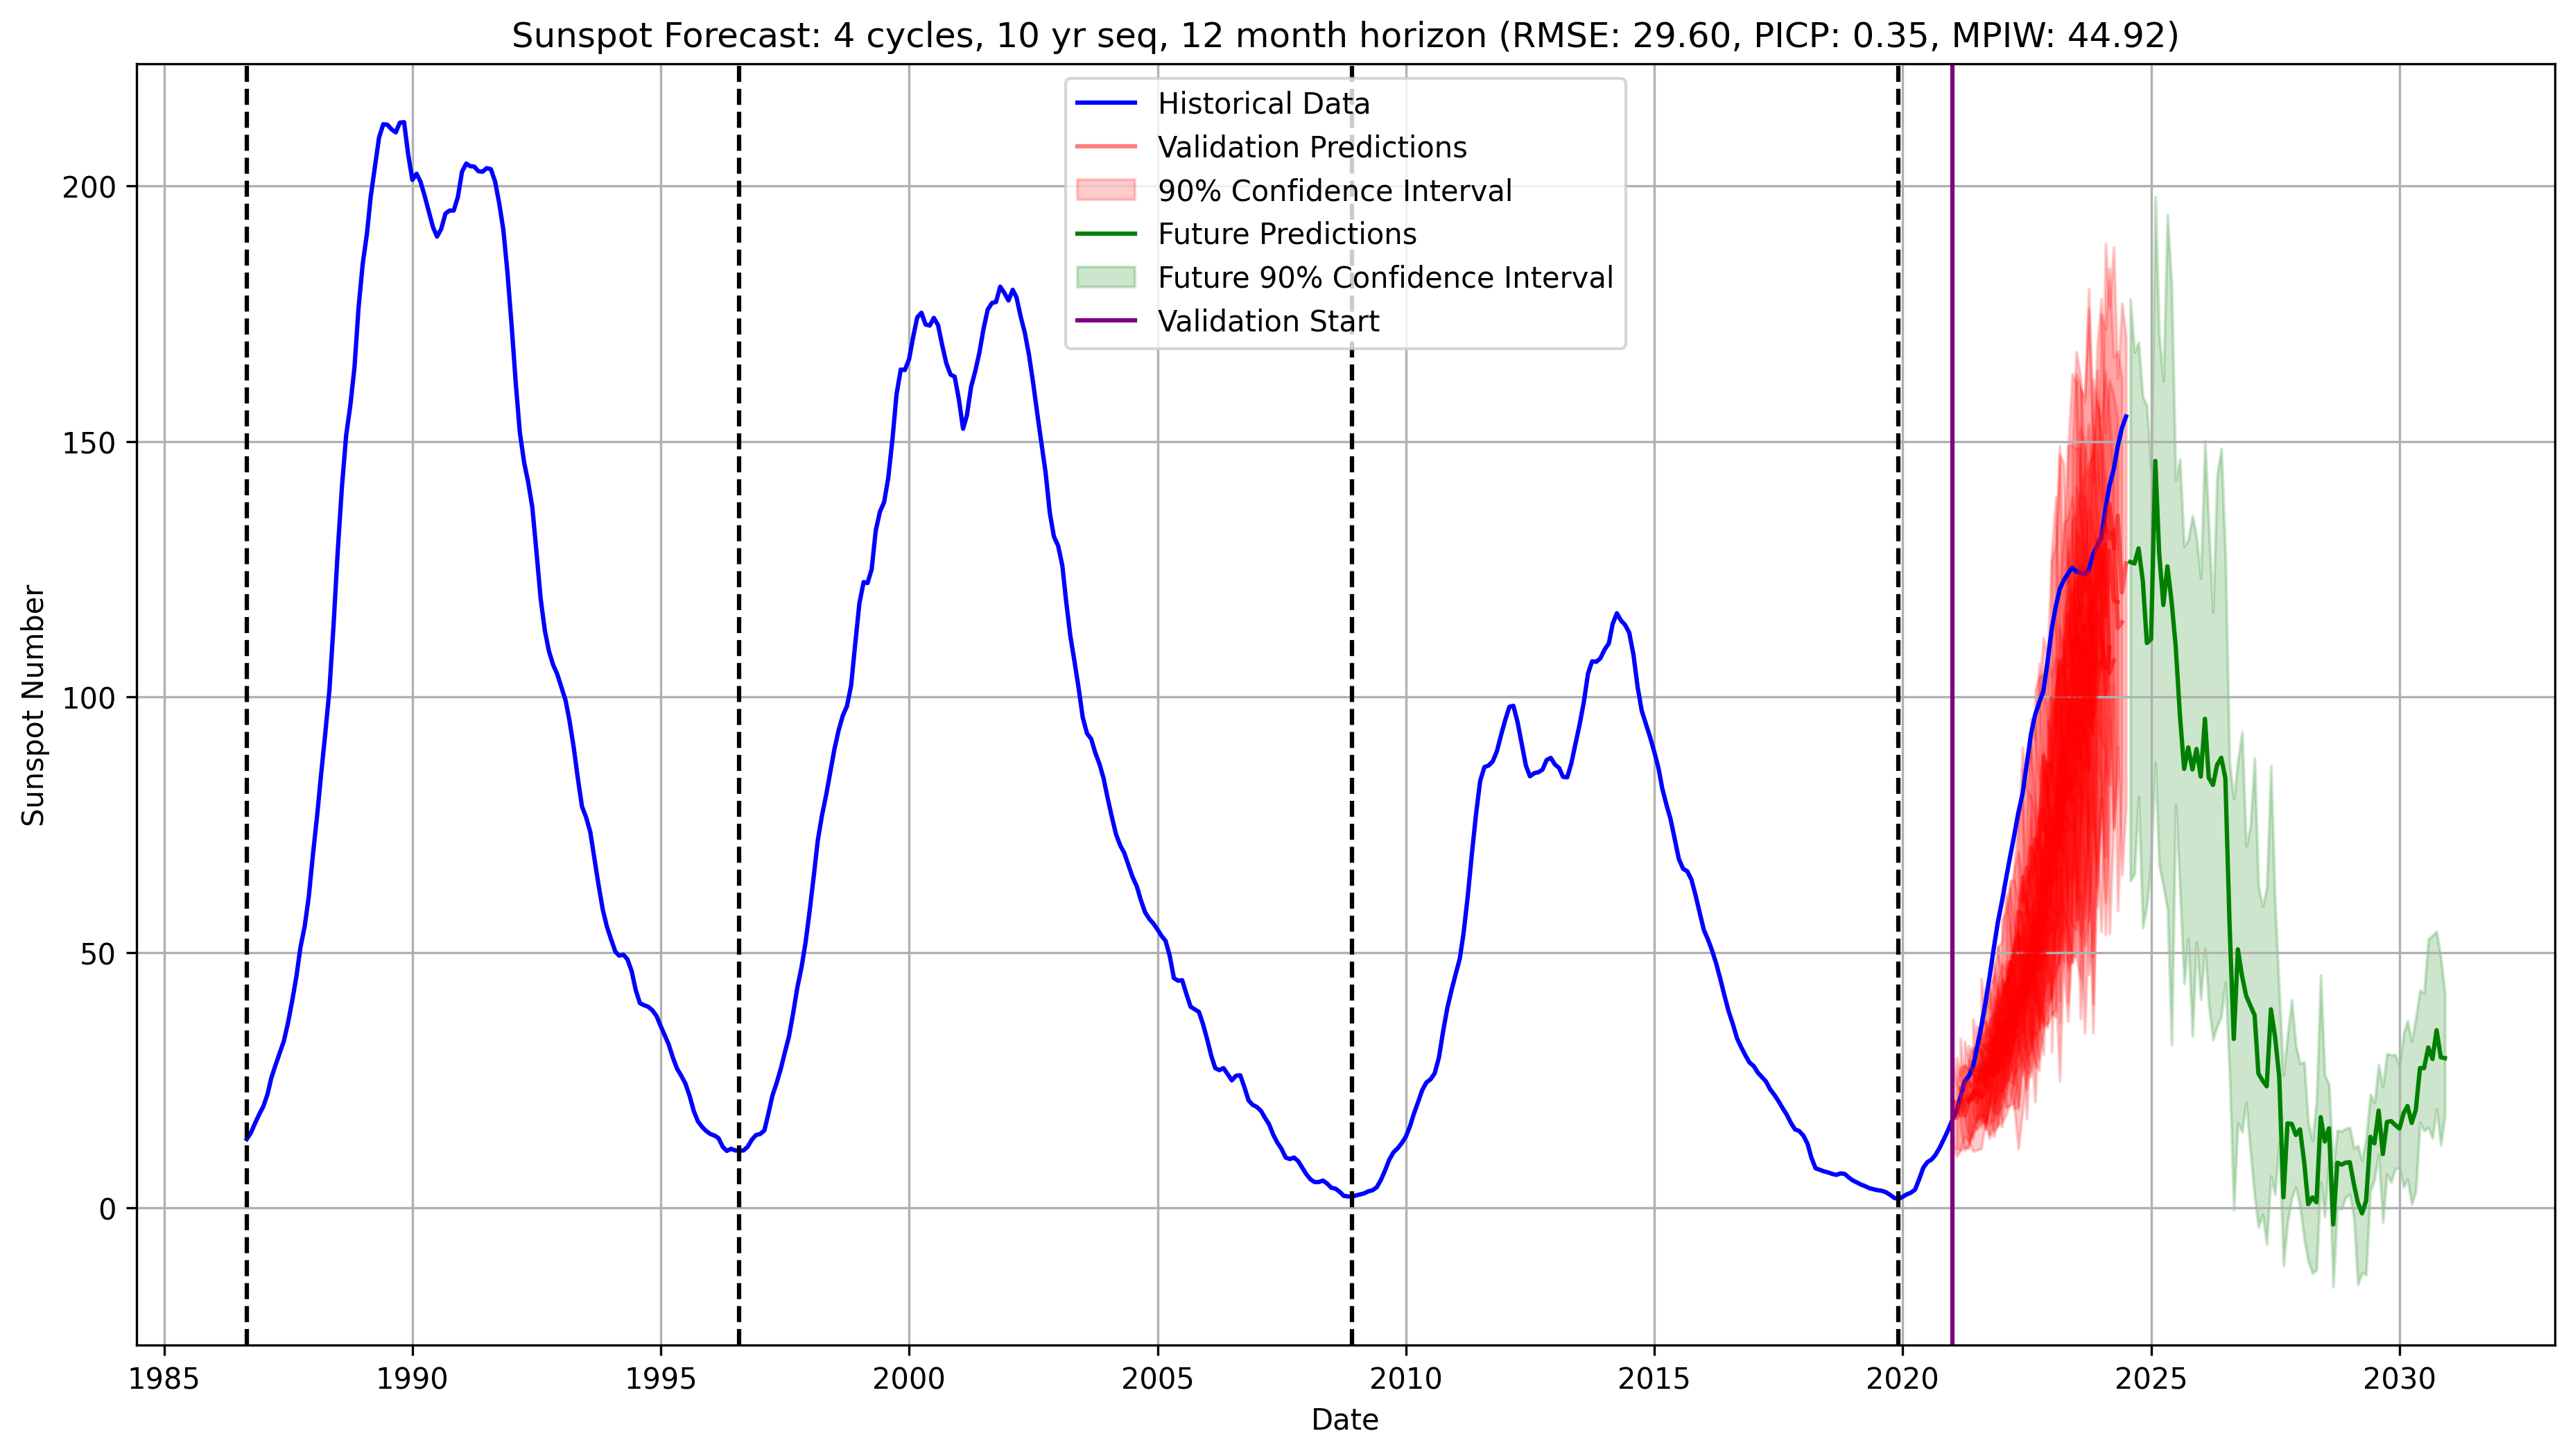 Sunspot Forecast: 4 cycles, 10 yr seq, 12 month horizon (RMSE: 29.60, PICP: 0.35, MPIW: 44.92)
Historical Data
Validation Predictions
90% Confidence Interval
Future Predictions
Future 90% Confidence Interval
Validation Start
Sunspot Number
200
150
100
50
0
1985 1990 1995 2000 2005 2010 2015 2020 2025 2030
Date